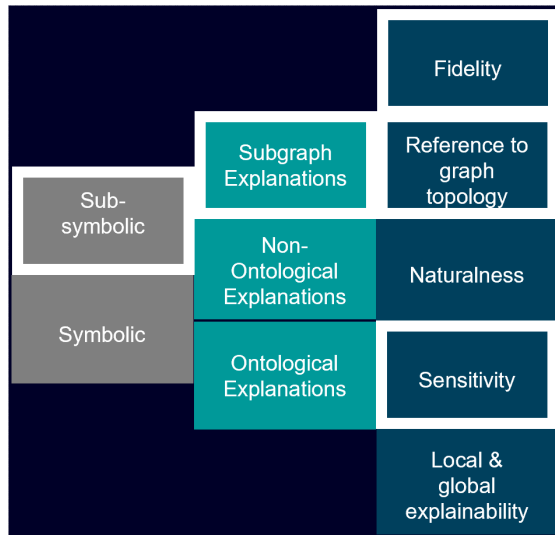 Sub-
symbolic
Symbolic
Subgraph
Explanations
Non-
Ontological
Explanations
Ontological
Explanations
Fidelity
Reference to
graph
topology
Naturalness
Sensitivity
Local &
global
explainability